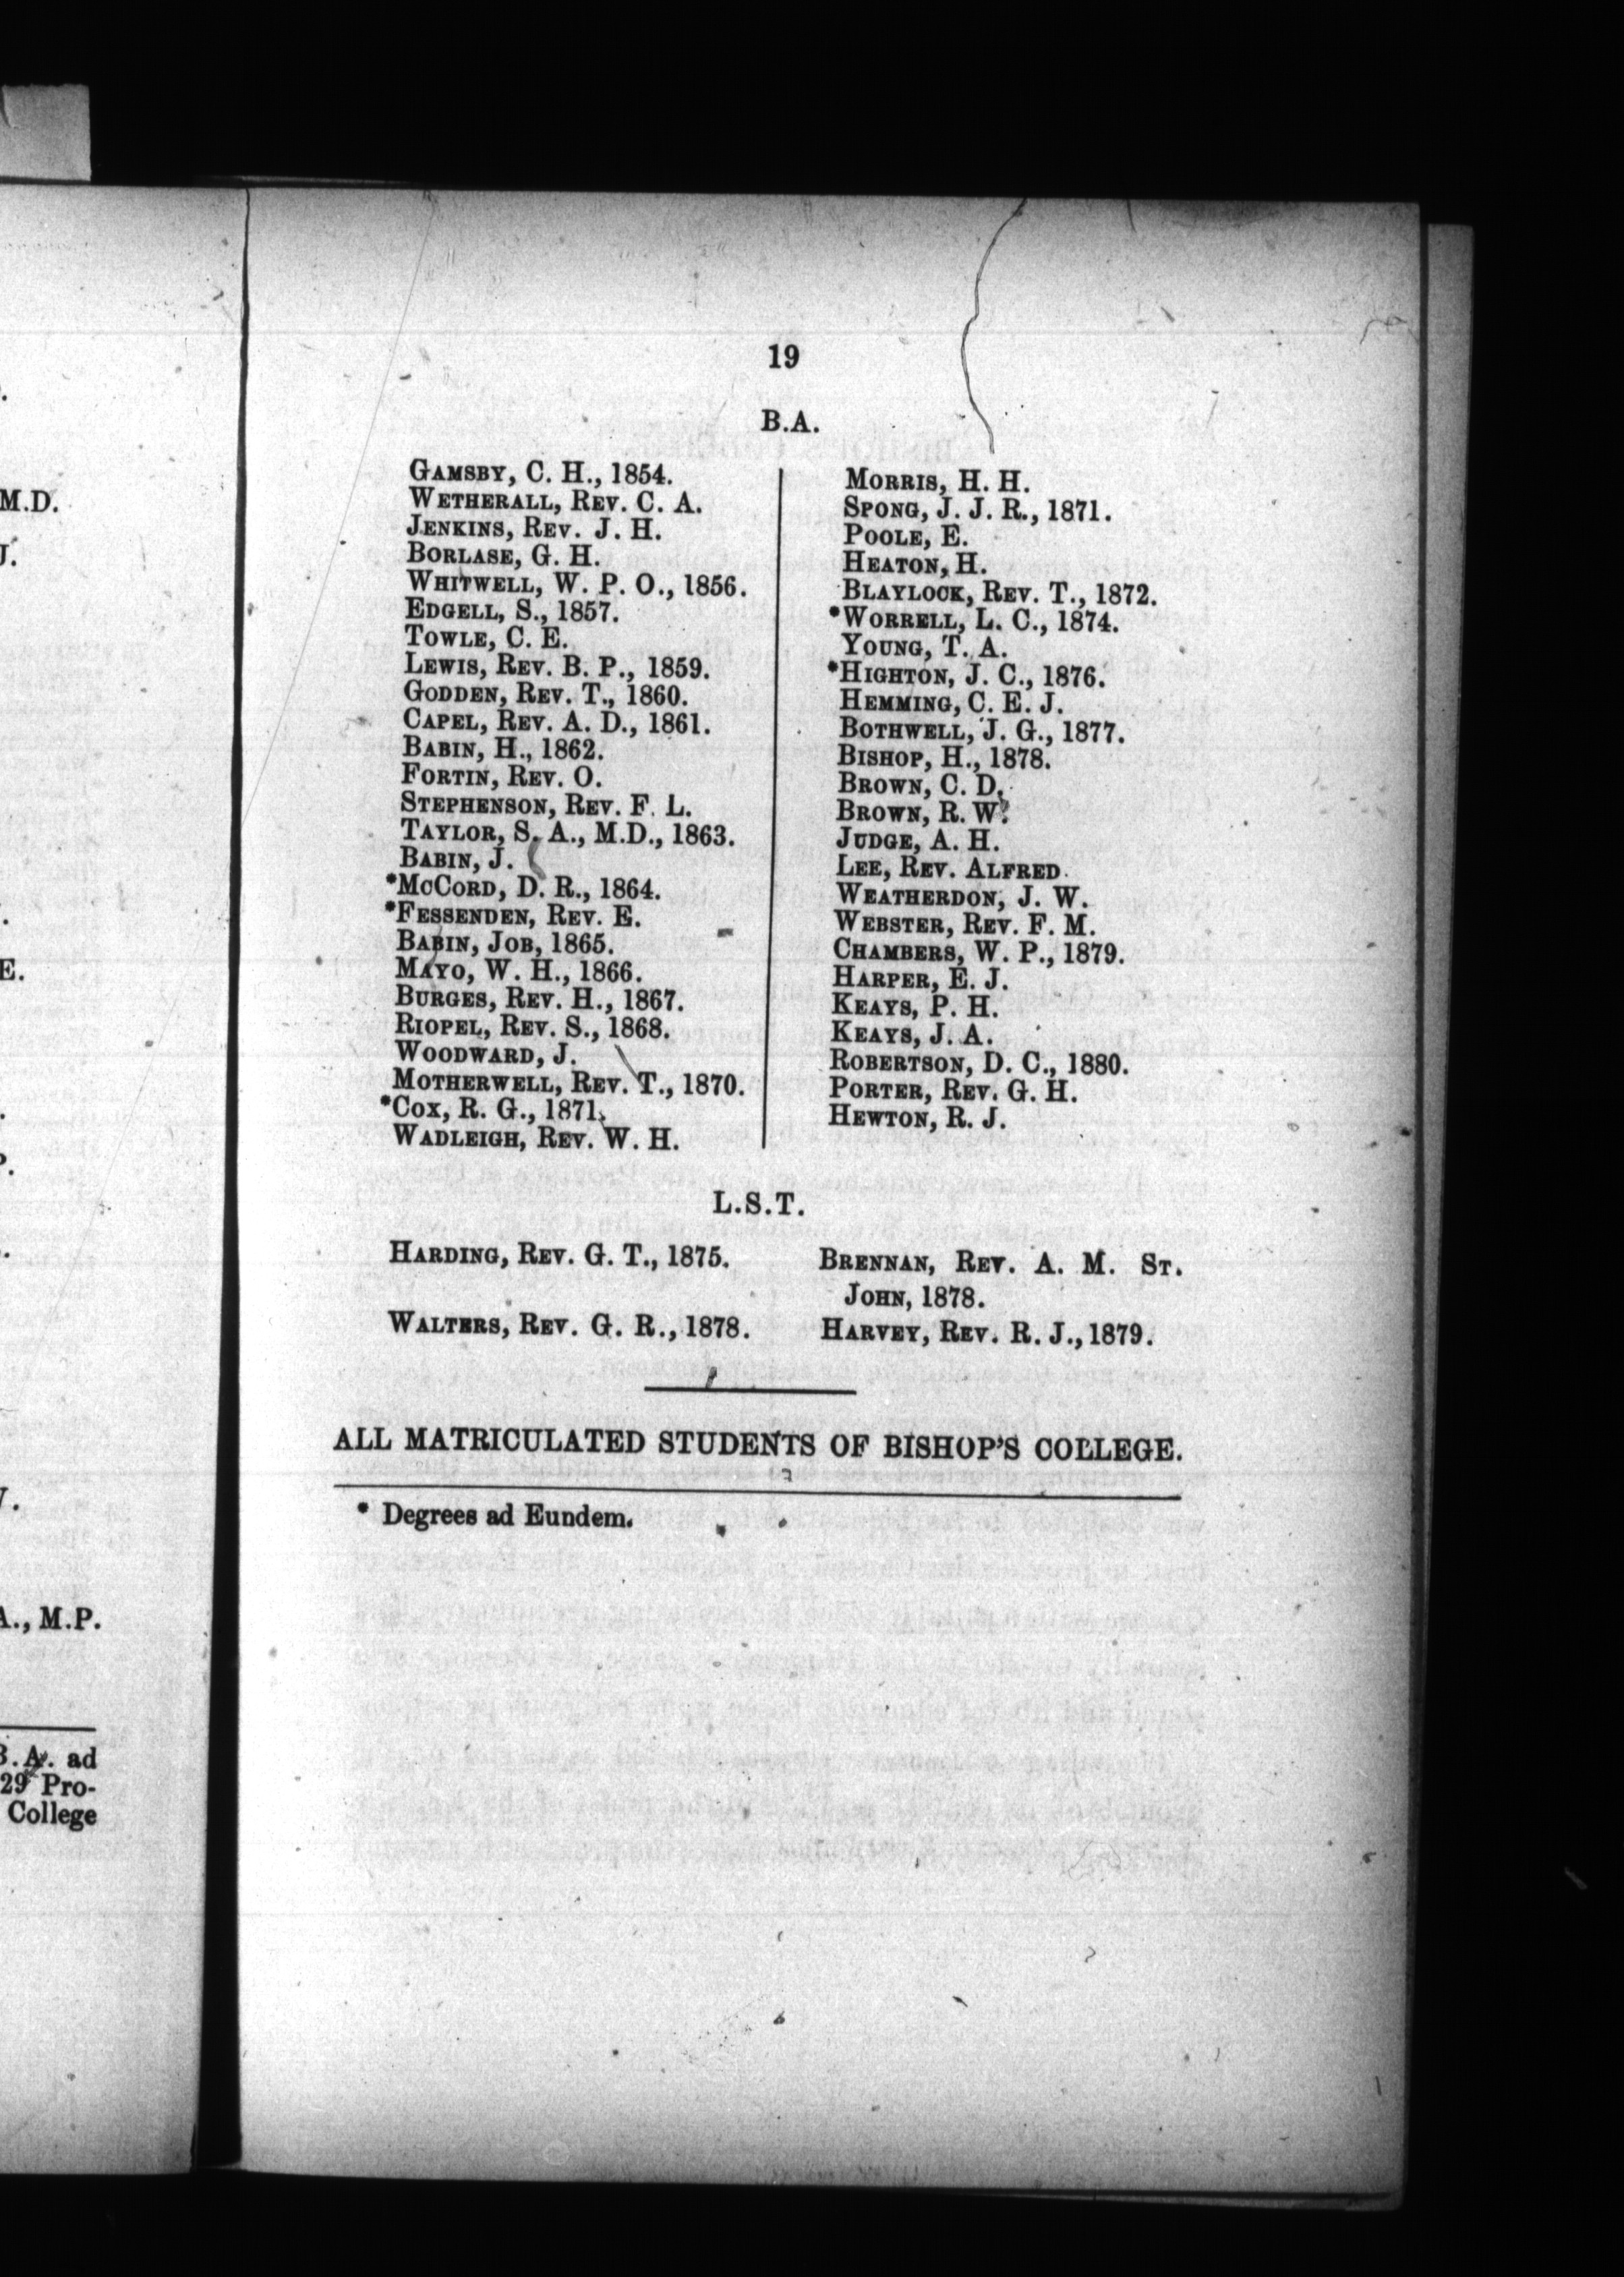 M.D.
J.
E.
P.
A., M.P.
B.A. ad
29 Pro-
College
19
B.A.
GAMSBY, C. H., 1854.
WETHERALL, REV. C. A.
JENKINS, REV. J. H.
BORLASE, G. H.
WHITWELL, W. P. O., 1856.
EDGELL, S., 1857.
TOWLE, C. E.
LEWIS, REV. B. P., 1859.
GODDEN, REV. T., 1860.
CAPEL, REV. A. D., 1861.
BABIN, H., 1862.
FORTIN, REV. O.
STEPHENSON, REV. F. L.
TAYLOR, S. A., M.D., 1863.
BABIN, J.
*MCCORD, D. R., 1864.
*FESSENDEN, REV. E.
BABIN, JOB, 1865.
MAYO, W. H., 1866.
BURGES, REV. H., 1867.
RIOPEL, REV. S., 1868.
WOODWARD, J.
MOTHERWELL, REV. T., 1870.
*COX, R. G., 1871.
WADLEIGH, REV. W. H.
MORRIS, H. H.
SPONG, J. J. R., 1871.
POOLE, E.
HEATON, H.
BLAYLOCK, REV. T., 1872.
*WORRELL, L. C., 1874.
YOUNG, T. A.
*HIGHTON, J. C., 1876.
HEMMING, C. E. J.
BOTHWELL, J. G., 1877.
BISHOP, H., 1878.
BROWN, C. D.
BROWN, R. W.
JUDGE, A. H.
LEE, REV. ALFRED.
WEATHERDON, J. W.
WEBSTER, REV. F. M.
CHAMBERS, W. P., 1879.
HARPER, E. J.
KEAYS, P. H.
KEAYS, J. A.
ROBERTSON, D. C., 1880.
PORTER, REV. G. H.
HEWTON, R. J.
L.S.T.
HARDING, REV. G. T., 1875.
WALTERS, REV. G. R., 1878.
BRENNAN, REV. A. M. ST.
JOHN, 1878.
HARVEY, REV. R. J., 1879.
ALL MATRICULATED STUDENTS OF BISHOP'S COLLEGE.
* Degrees ad Eundem.